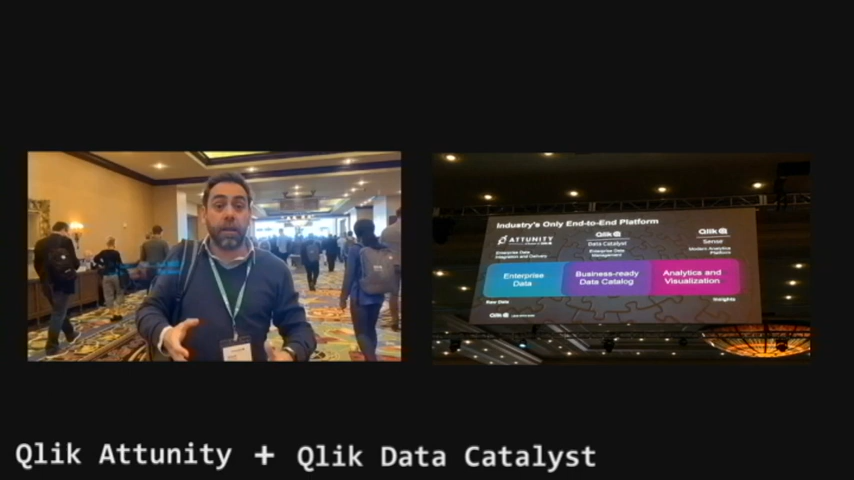 Industry's Only End-to-End Platform
ATTUNITY
Enterprise Data
Integration and Delivery
Qlik
Data Catalyst
Enterprise Data
Management
Qlik
Sense
Modern Analytics
Platform
Enterprise
Data
Business-ready
Data Catalog
Analytics and
Visualization
Raw Data
Insights
Qlik
Qlik Attunity + Qlik Data Catalyst